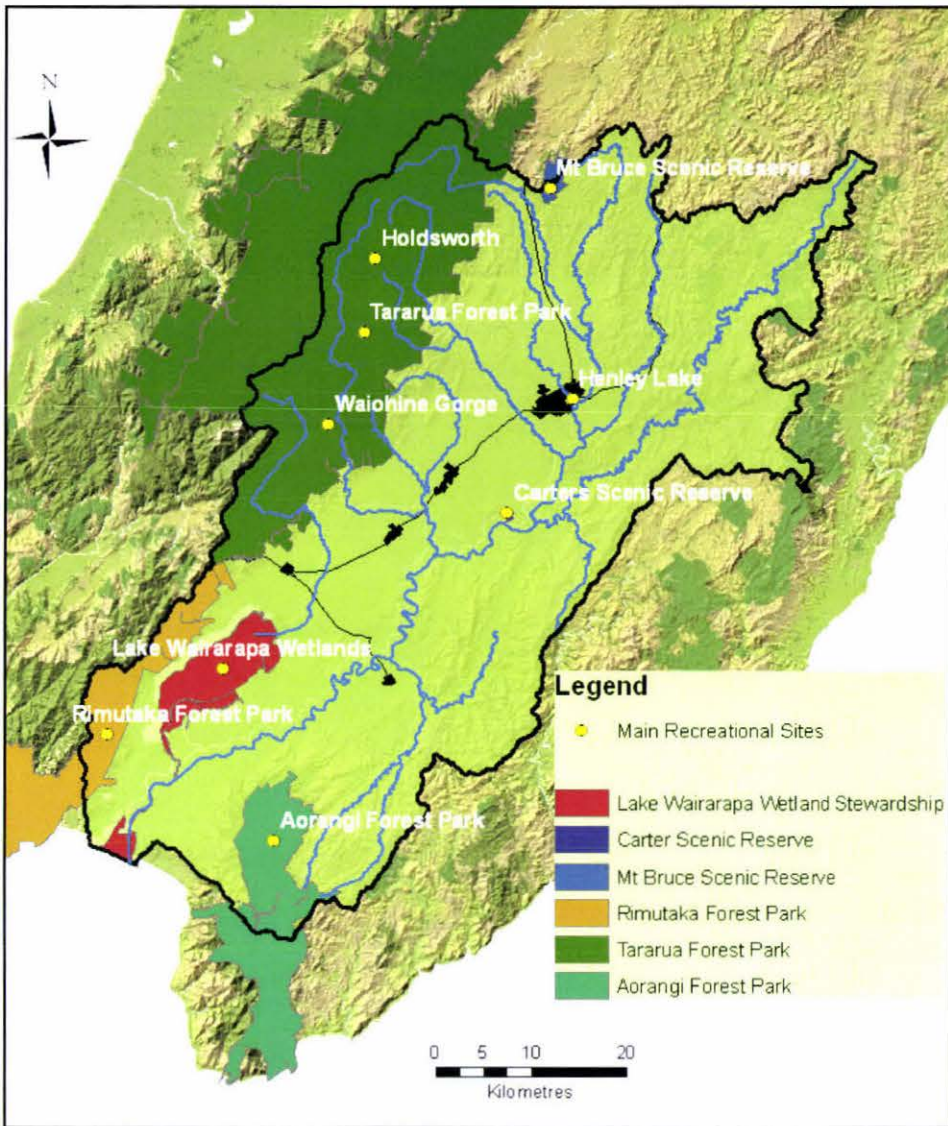 N
Mt Bruce Scenic Reserve
Holdsworth
Tararua Forest Park
Henley Lake
Waiohine Gorge
Carters Scenic Reserve
Lake Wairarapa Wetlands
Rimutaka Forest Park
Aorangi Forest Park
Legend
Main Recreational Sites
Lake Wairarapa Wetland Stewardship
Carter Scenic Reserve
Mt Bruce Scenic Reserve
Rimutaka Forest Park
Tararua Forest Park
Aorangi Forest Park
0 5 10 20
Kilometres